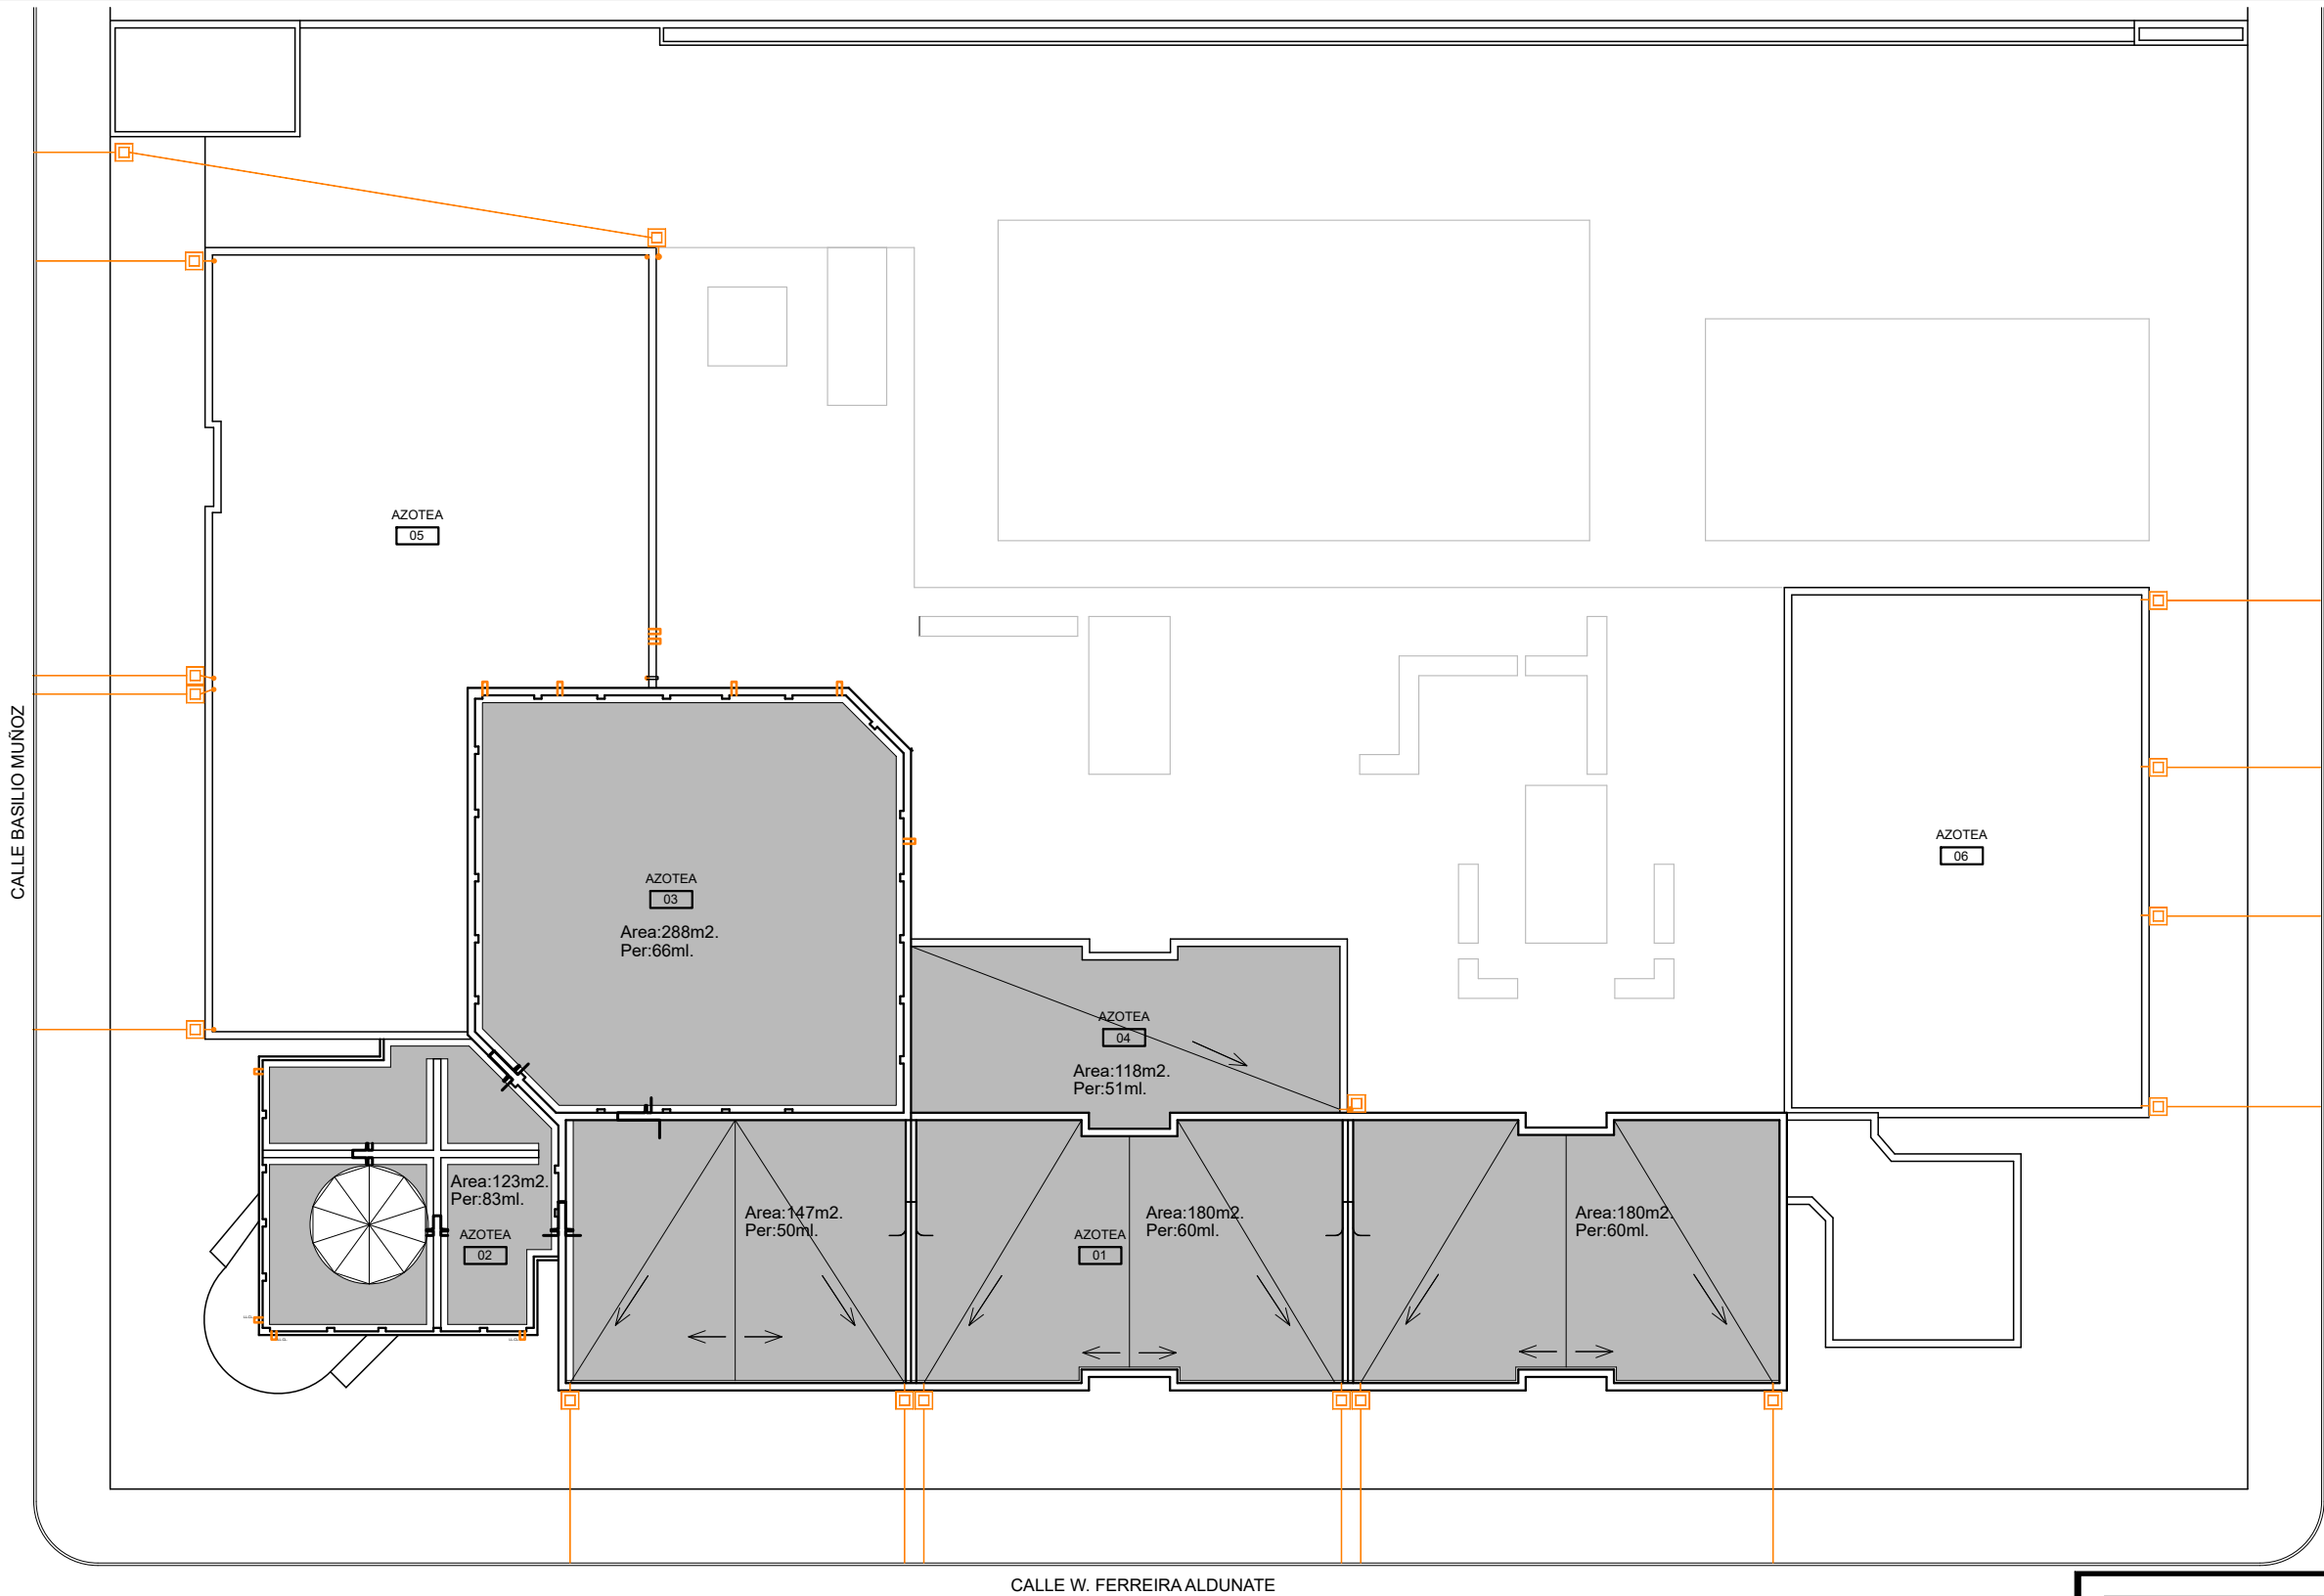 AZOTEA
05
CALLE BASILIO MUÑOZ
AZOTEA
06
AZOTEA
03
Area:288m2.
Per:66ml.
AZOTEA
04
Area:118m2.
Per:51ml.
Area:123m2.
Per:83ml.
AZOTEA
02
Area:147m2.
Per:50ml.
AZOTEA
01
Area:180m2.
Per:60ml.
Area:180m2.
Per:60ml.
CALLE W. FERREIRA ALDUNATE